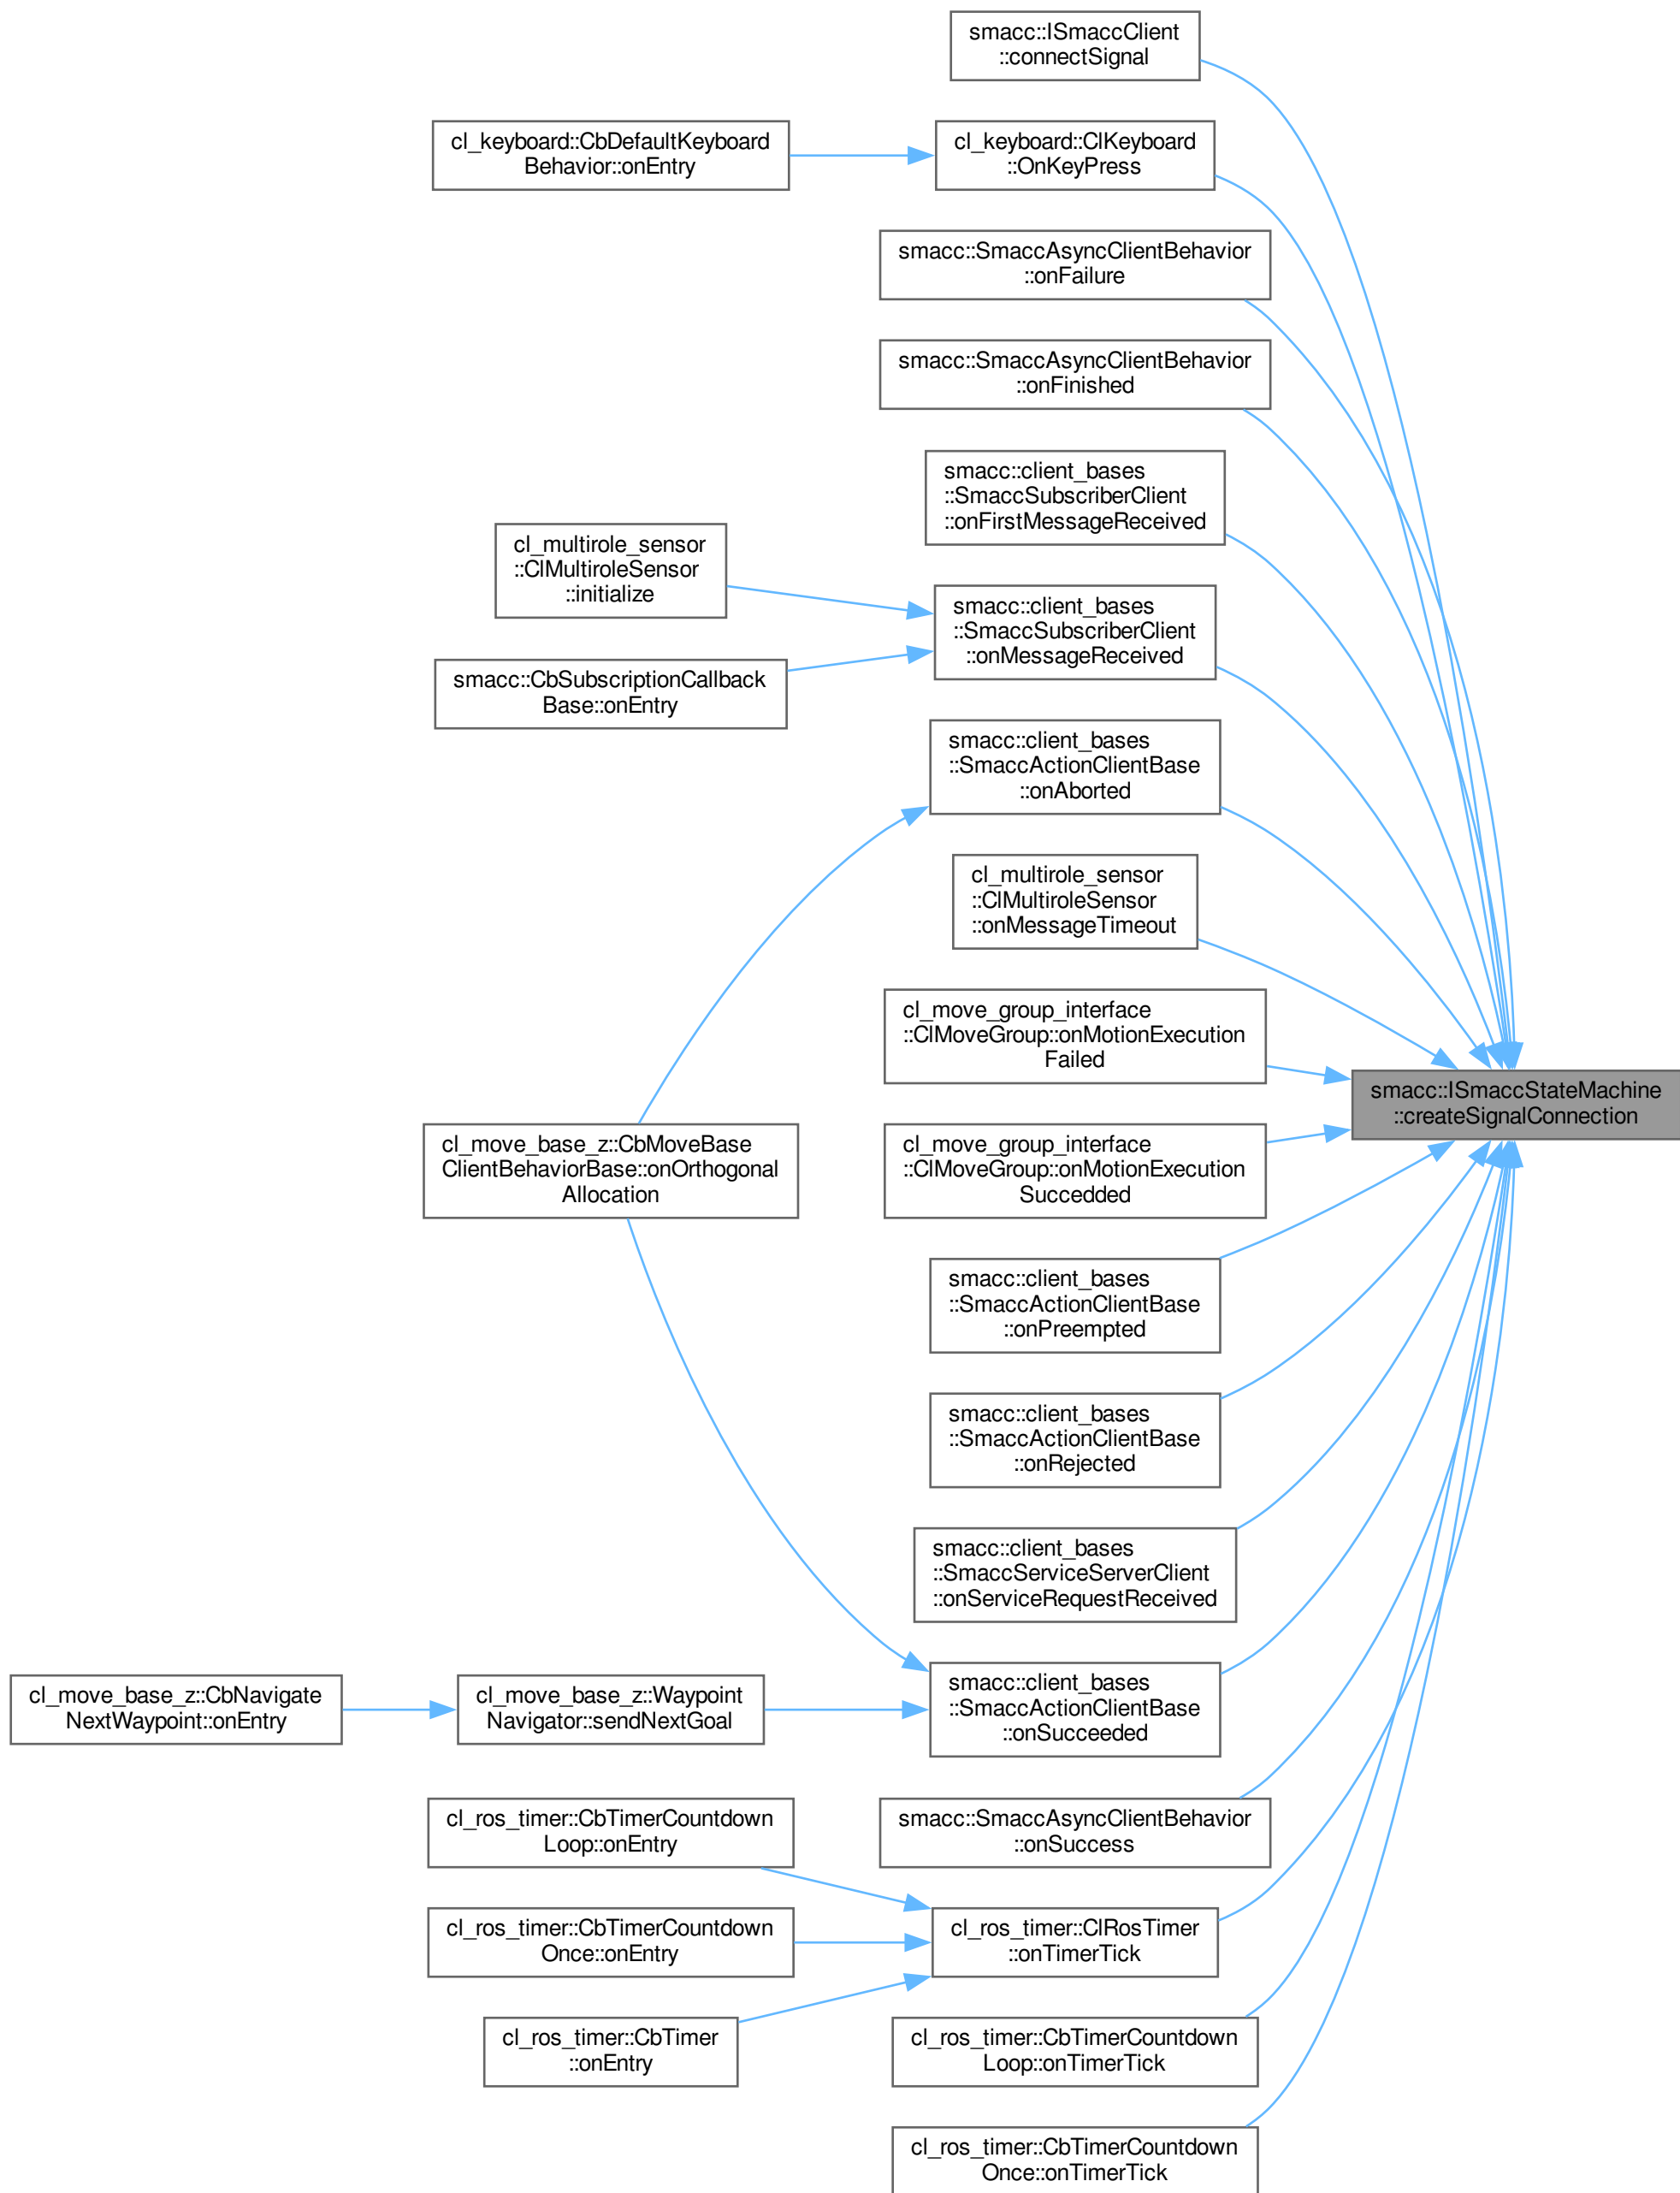 smacc::ISmaccClient
::connectSignal
cl_keyboard::CbDefaultKeyboard
Behavior::onEntry
cl_keyboard::ClKeyboard
::OnKeyPress
smacc::SmaccAsyncClientBehavior
::onFailure
smacc::SmaccAsyncClientBehavior
::onFinished
smacc::client_bases
::SmaccSubscriberClient
::onFirstMessageReceived
cl_multirole_sensor
::ClMultiroleSensor
::initialize
smacc::client_bases
::SmaccSubscriberClient
::onMessageReceived
smacc::CbSubscriptionCallback
Base::onEntry
smacc::client_bases
::SmaccActionClientBase
::onAborted
cl_multirole_sensor
::ClMultiroleSensor
::onMessageTimeout
cl_move_group_interface
::ClMoveGroup::onMotionExecution
Failed
smacc::ISmaccStateMachine
::createSignalConnection
cl_move_base_z::CbMoveBase
ClientBehaviorBase::onOrthogonal
Allocation
cl_move_group_interface
::ClMoveGroup::onMotionExecution
Succedded
smacc::client_bases
::SmaccActionClientBase
::onPreempted
smacc::client_bases
::SmaccActionClientBase
::onRejected
smacc::client_bases
::SmaccServiceServerClient
::onServiceRequestReceived
cl_move_base_z::CbNavigate
NextWaypoint::onEntry
cl_move_base_z::Waypoint
Navigator::sendNextGoal
smacc::client_bases
::SmaccActionClientBase
::onSucceeded
cl_ros_timer::CbTimerCountdown
Loop::onEntry
smacc::SmaccAsyncClientBehavior
::onSuccess
cl_ros_timer::CbTimerCountdown
Once::onEntry
cl_ros_timer::ClRosTimer
::onTimerTick
cl_ros_timer::CbTimer
::onEntry
cl_ros_timer::CbTimerCountdown
Loop::onTimerTick
cl_ros_timer::CbTimerCountdown
Once::onTimerTick